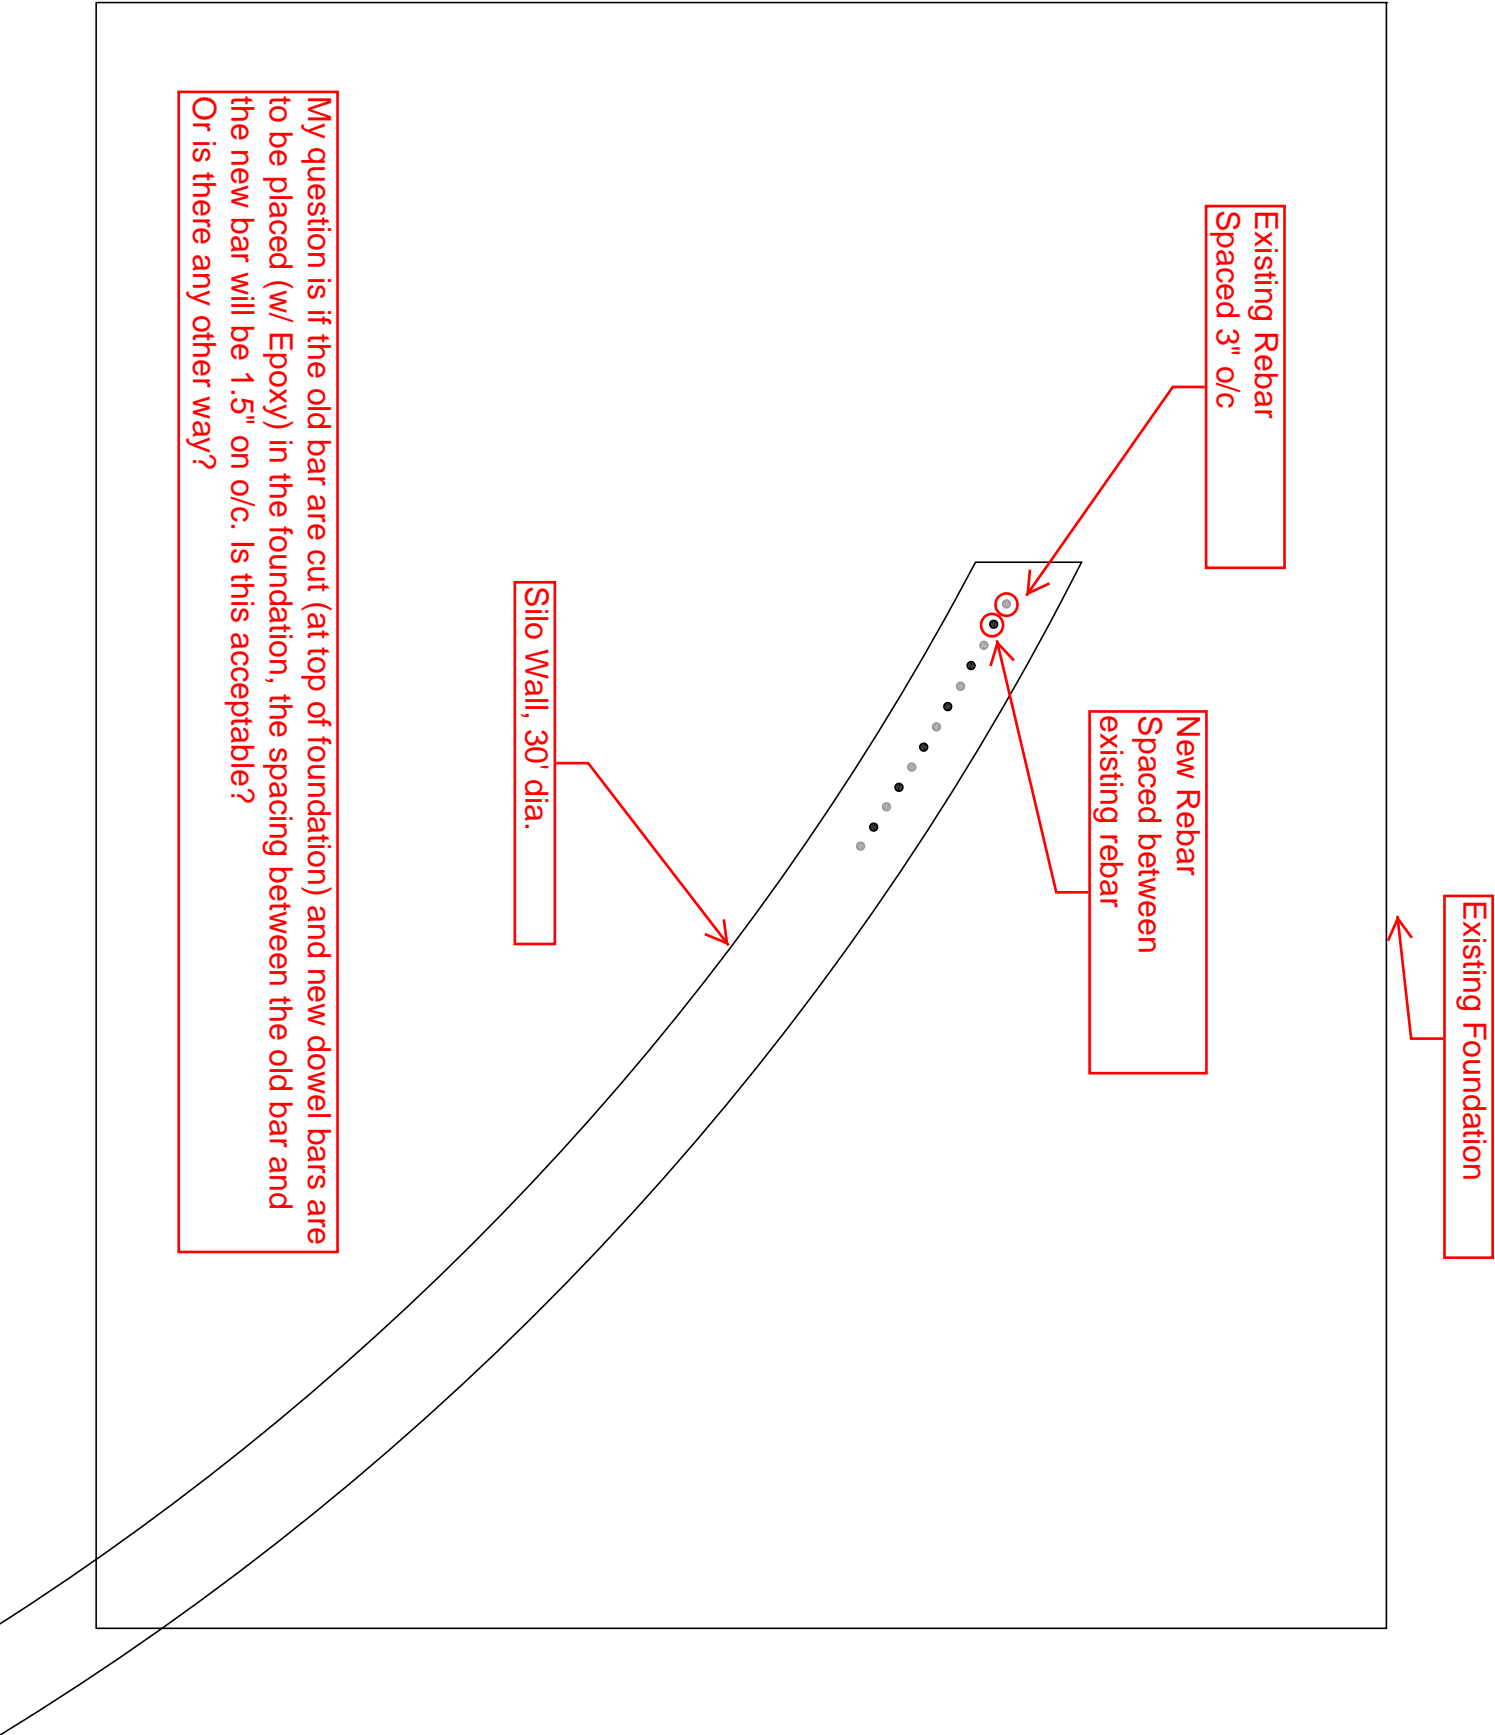 Existing Foundation
Existing Rebar
Spaced 3" o/c
New Rebar
Spaced between
existing rebar
Silo Wall, 30' dia.
My question is if the old bar are cut (at top of foundation) and new dowel bars are
to be placed (w/ Epoxy) in the foundation, the spacing between the old bar and
the new bar will be 1.5" on o/c. Is this acceptable?
Or is there any other way?